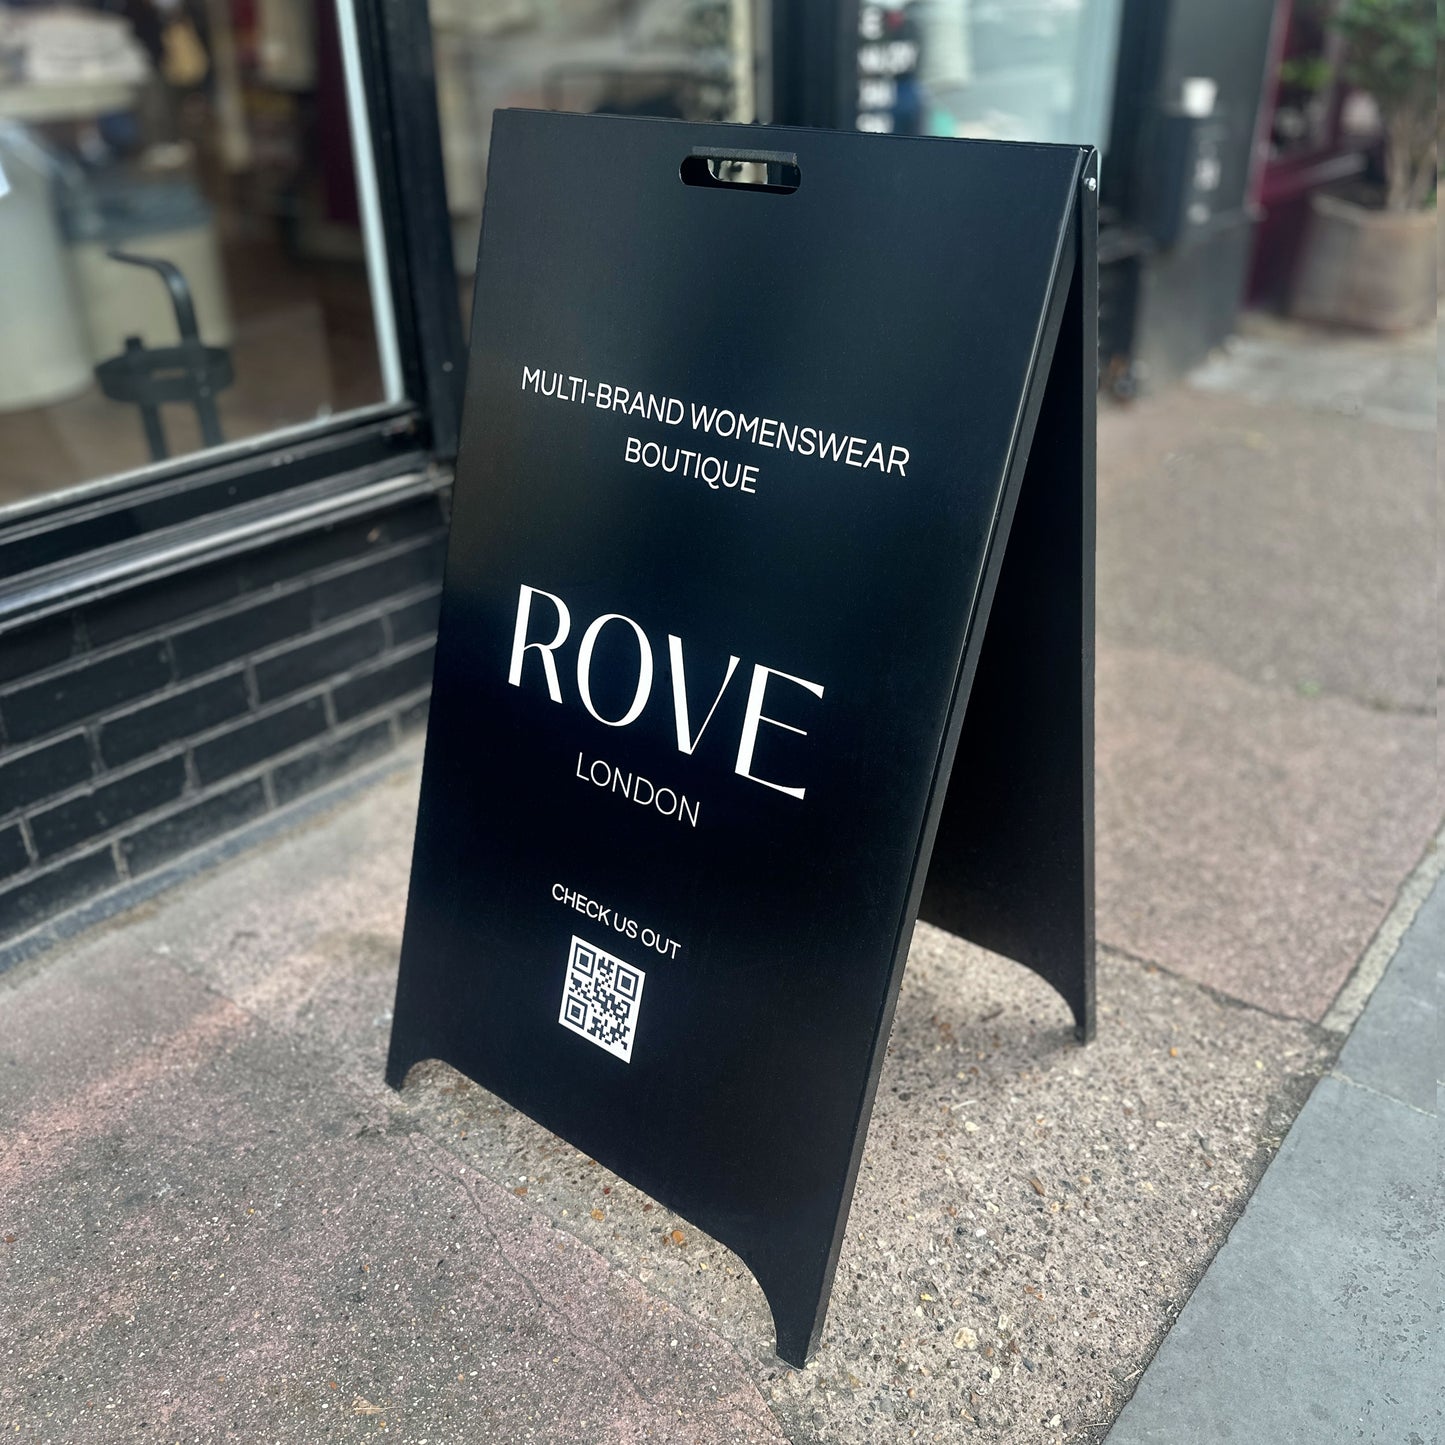 MULTI-BRAND WOMENSWEAR
BOUTIQUE
ROVE
LONDON
CHECK US OUT